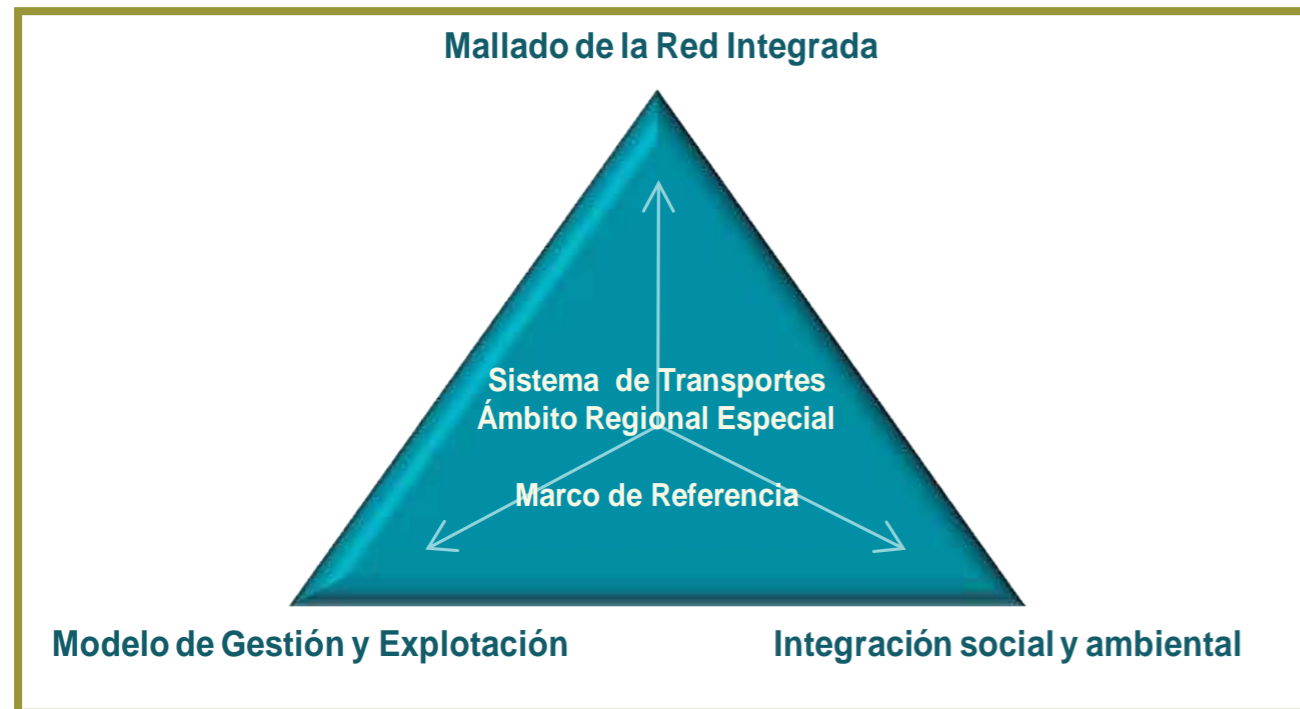 Mallado de la Red Integrada
Sistema de Transportes
Ámbito Regional Especial
Marco de Referencia
Modelo de Gestión y Explotación
Integración social y ambiental